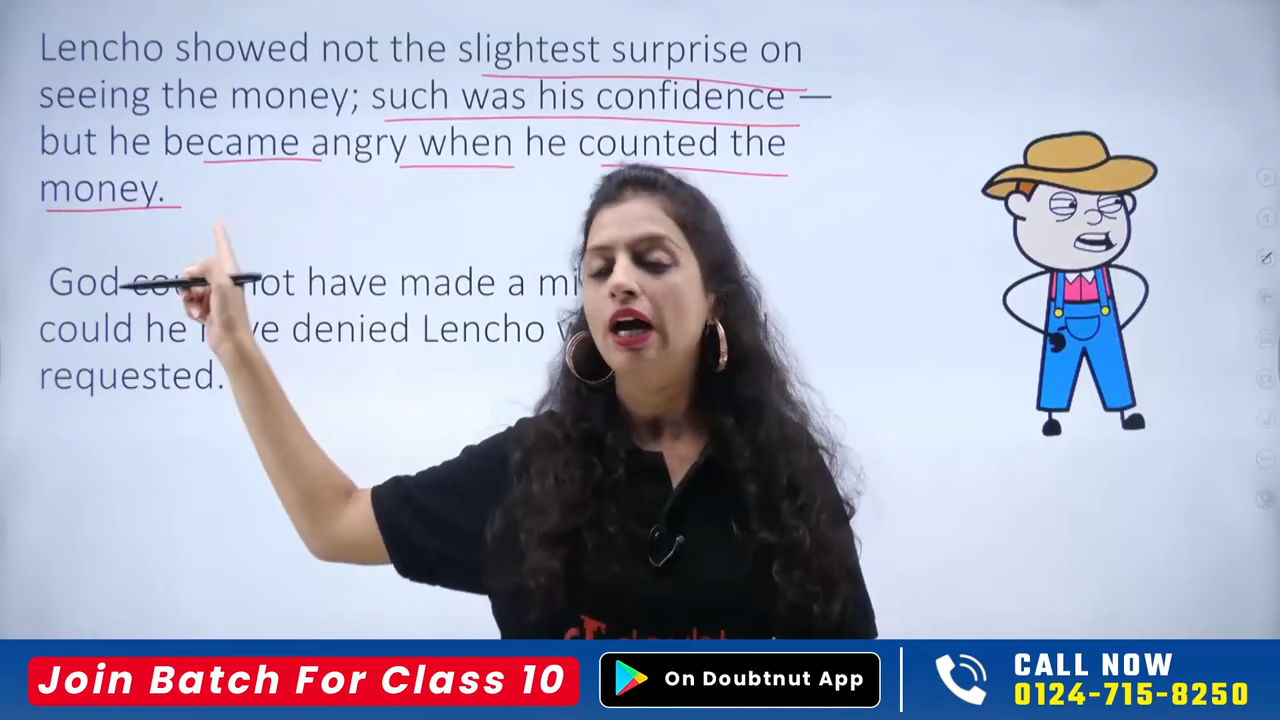 Lencho showed not the slightest surprise on
seeing the money; such was his confidence —
but he became angry when he counted the
money.
God not have made a
could he denied Lencho
requested.
Join Batch For Class 10
On Doubtnut App
CALL NOW
0124-715-8250